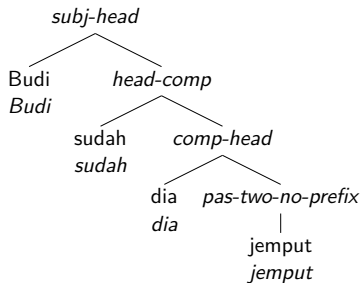 subj-head
Budi head-comp
Budi
sudah comp-head
sudah
dia pas-two-no-prefix
dia
jemput
jemput